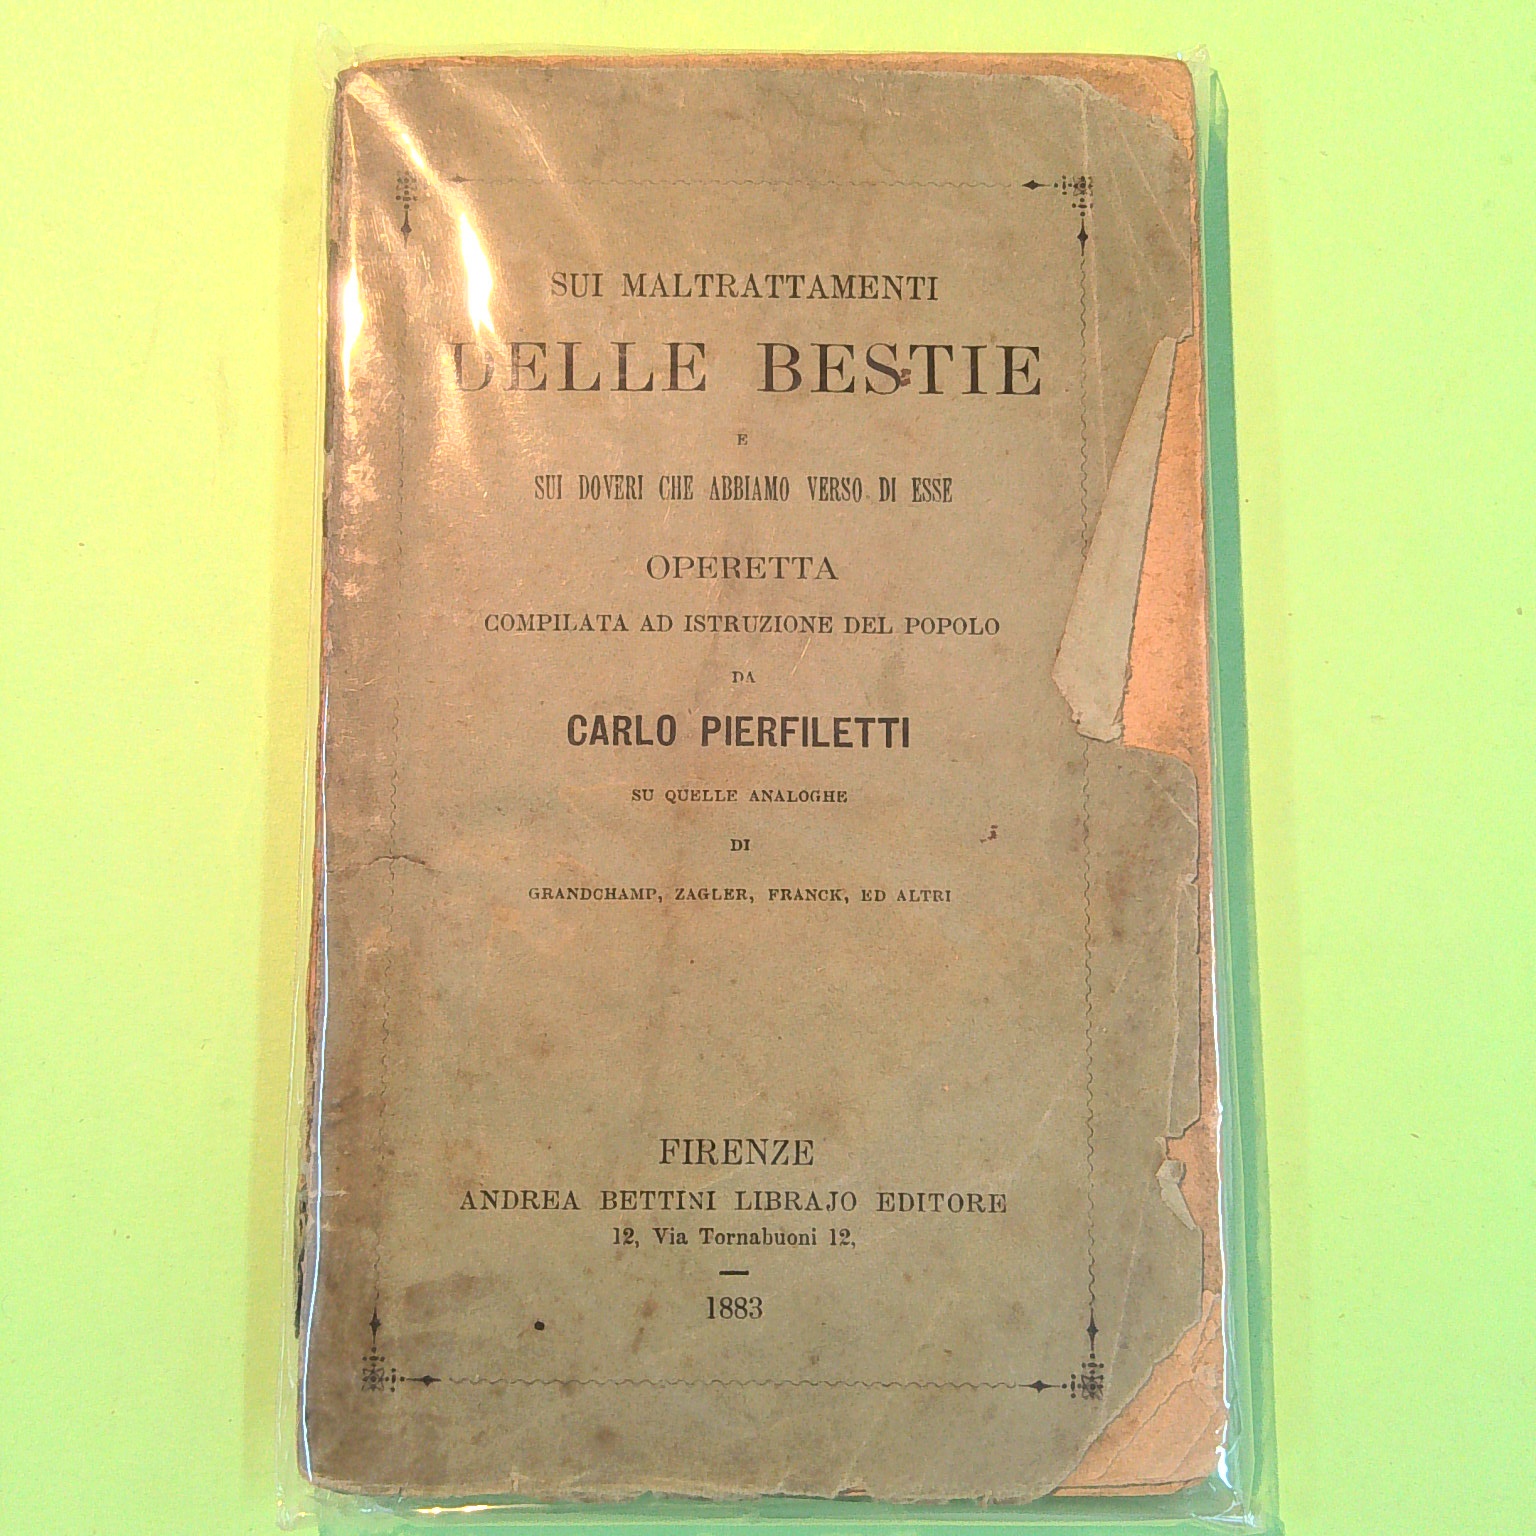 SUI MALTRATTAMENTI
DELLE BESTIE
E
SUI DOVERI CHE ABBIAMO VERSO DI ESSE
OPERETTA
COMPILATA AD ISTRUZIONE DEL POPOLO
DA
CARLO PIERFILETTI
SU QUELLE ANALOGHE
DI
GRANDCHAMP, ZAGLER, FRANCK, ED ALTRI
FIRENZE
ANDREA BETTINI LIBRAJO EDITORE
12, Via Tornabuoni 12,
1883